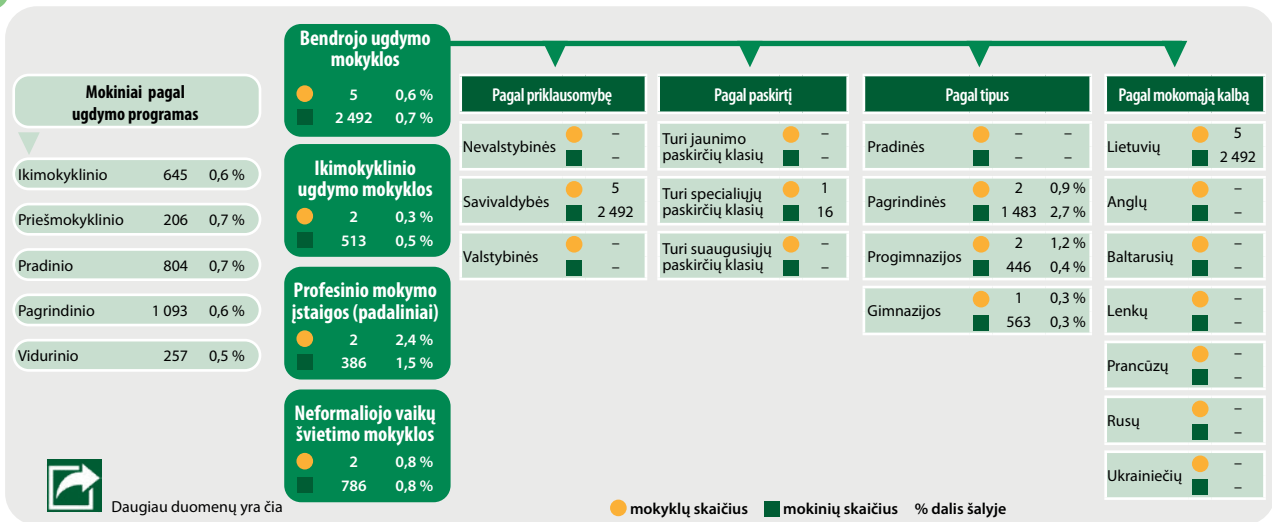 Mokiniai pagal
ugdymo programas
Ikimokyklinio 645 0,6 %
Priešmokyklinio 206 0,7 %
Pradinio 804 0,7 %
Pagrindinio 1 093 0,6 %
Vidurinio 257 0,5 %
Daugiau duomenų yra čia
Bendrojo ugdymo
mokyklos
5 0,6 %
2 492 0,7 %
Ikimokyklinio
ugdymo mokyklos
2 0,3 %
513 0,5 %
Profesinio mokymo
įstaigos (padaliniai)
2 2,4 %
386 1,5 %
Neformaliojo vaikų
švietimo mokyklos
2 0,8 %
786 0,8 %
Pagal priklausomybę
Nevalstybinės –
–
Savivaldybės 5
2 492
Valstybinės –
–
Pagal paskirtį
Turi jaunimo –
paskirčių klasių –
Turi specialiųjų 1
paskirčių klasių 16
Turi suaugusiųjų –
paskirčių klasių –
Pagal tipus
Pradinės – –
– –
Pagrindinės 2 0,9 %
1 483 2,7 %
Progimnazijos 2 1,2 %
446 0,4 %
Gimnazijos 1 0,3 %
563 0,3 %
Pagal mokomąją kalbą
Lietuvių 5
2 492
Anglų –
–
Baltarusių –
–
Lenkų –
–
Prancūzų –
–
Rusų –
–
Ukrainiečių –
–
mokyklų skaičius mokinių skaičius % dalis šalyje